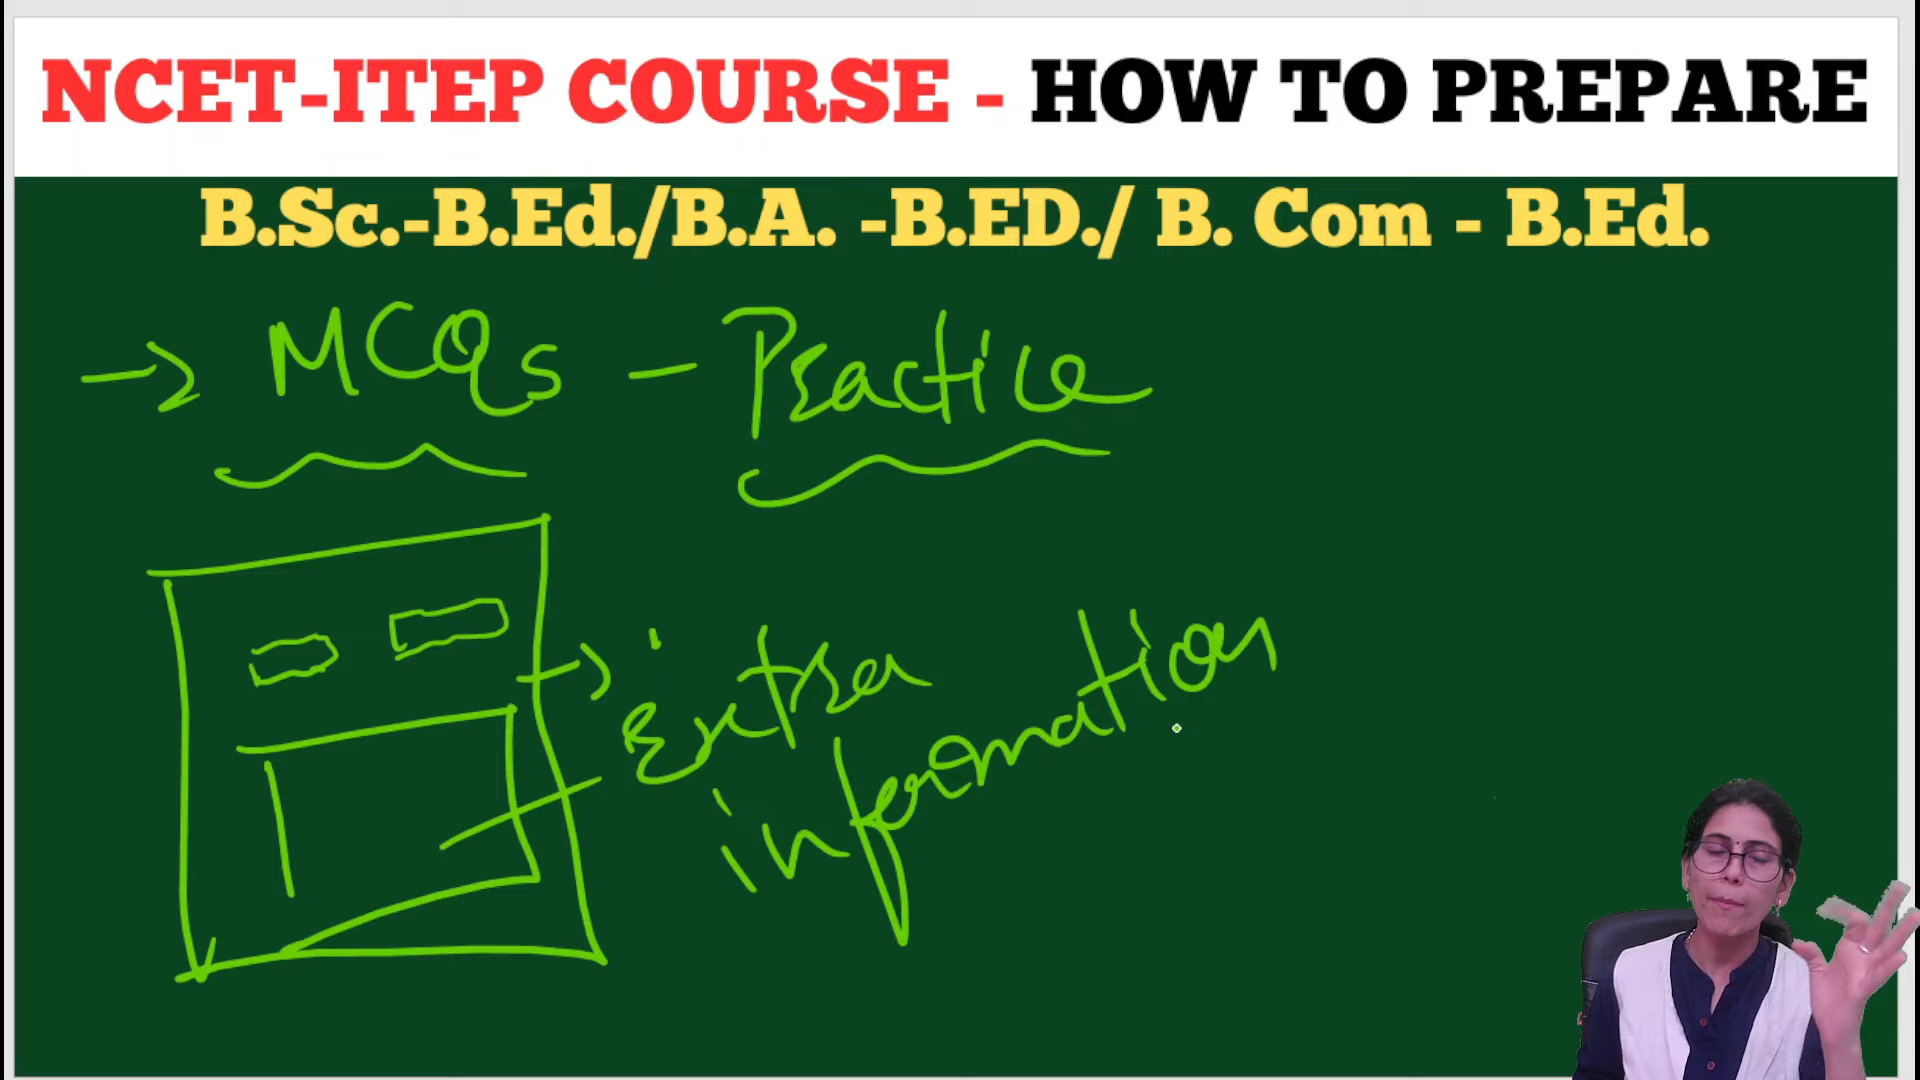 NCET-ITEP COURSE - HOW TO PREPARE
B.Sc.-B.Ed./B.A. -B.ED./ B. Com - B.Ed.
→ MCQs - Practice
→ Extra
information